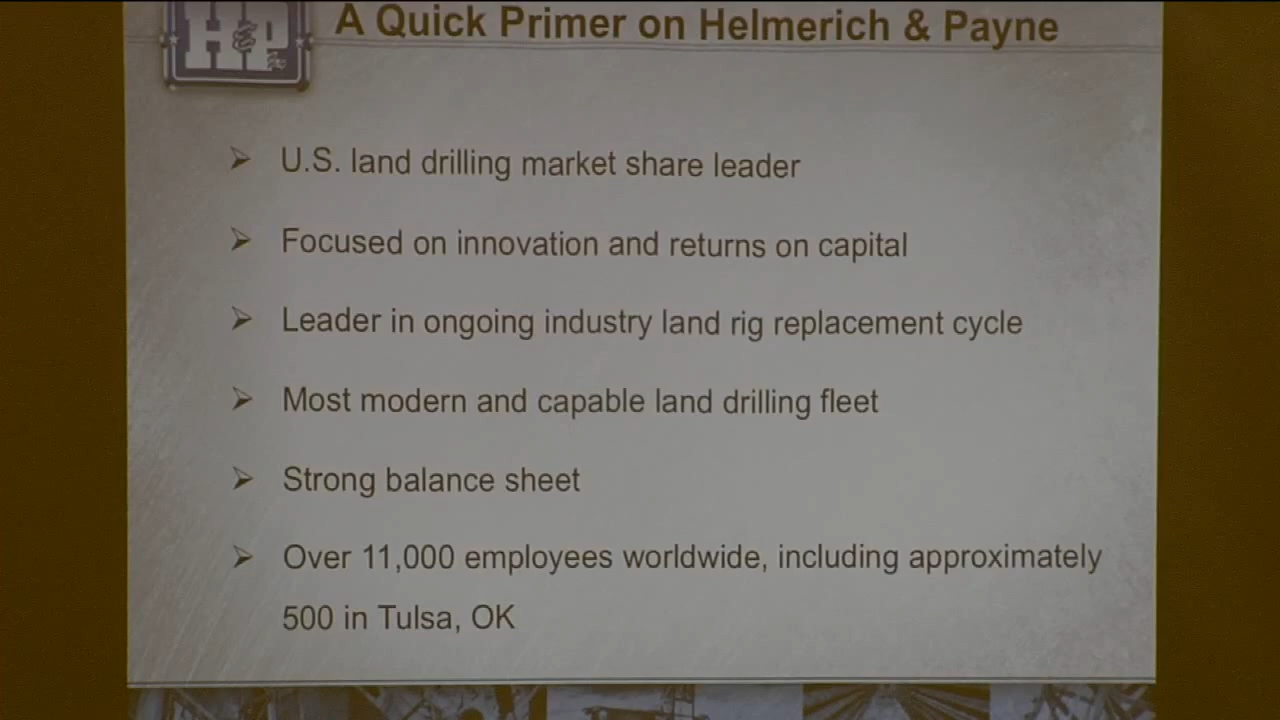 H&P
A Quick Primer on Helmerich & Payne
U.S. land drilling market share leader
Focused on innovation and returns on capital
Leader in ongoing industry land rig replacement cycle
Most modern and capable land drilling fleet
Strong balance sheet
Over 11,000 employees worldwide, including approximately
500 in Tulsa, OK